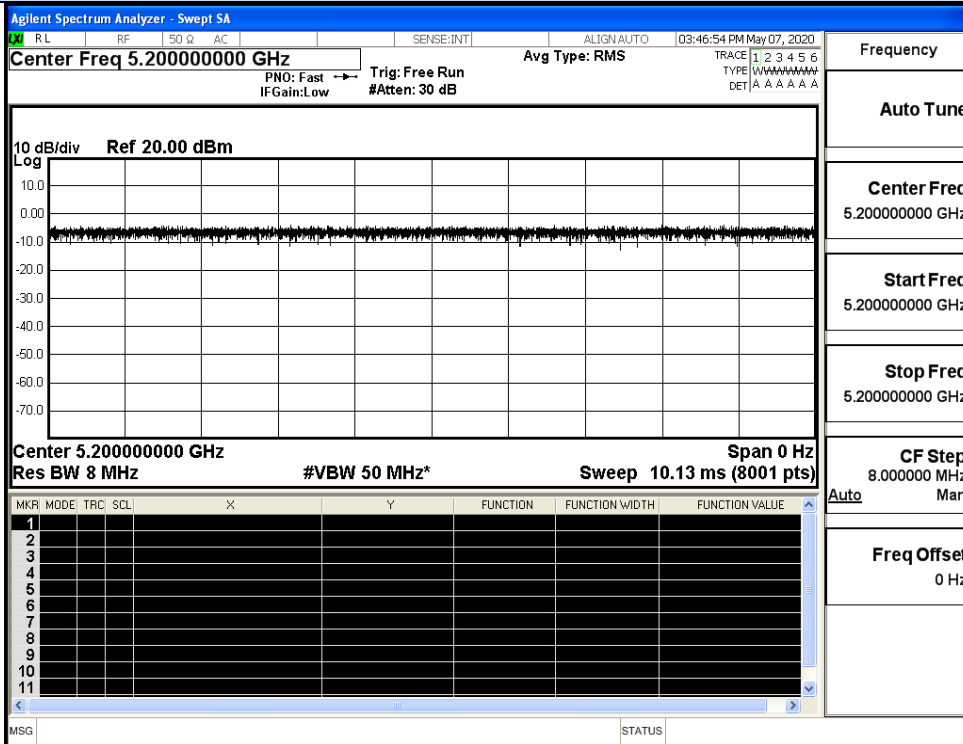 Agilent Spectrum Analyzer - Swept SA
LXI RL RF 50 Ω AC SENSE:INT ALIGN AUTO 03:46:54 PM May 07, 2020
Center Freq 5.200000000 GHz
Avg Type: RMS
TRACE 1 2 3 4 5 6
TYPE WWWWWW
DET A A A A A A
PNO: Fast
IFGain:Low
Trig: Free Run
#Atten: 30 dB
10 dB/div Ref 20.00 dBm
Log
10.0
0.00
-10.0
-20.0
-30.0
-40.0
-50.0
-60.0
-70.0
Center 5.200000000 GHz Span 0 Hz
Res BW 8 MHz #VBW 50 MHz* Sweep 10.13 ms (8001 pts)
MKR MODE TRC SCL X Y FUNCTION FUNCTION WIDTH FUNCTION VALUE
1
2
3
4
5
6
7
8
9
10
11
MSG STATUS
Frequency
Auto Tune
Center Freq
5.200000000 GHz
Start Freq
5.200000000 GHz
Stop Freq
5.200000000 GHz
CF Step
8.000000 MHz
Auto Man
Freq Offset
0 Hz